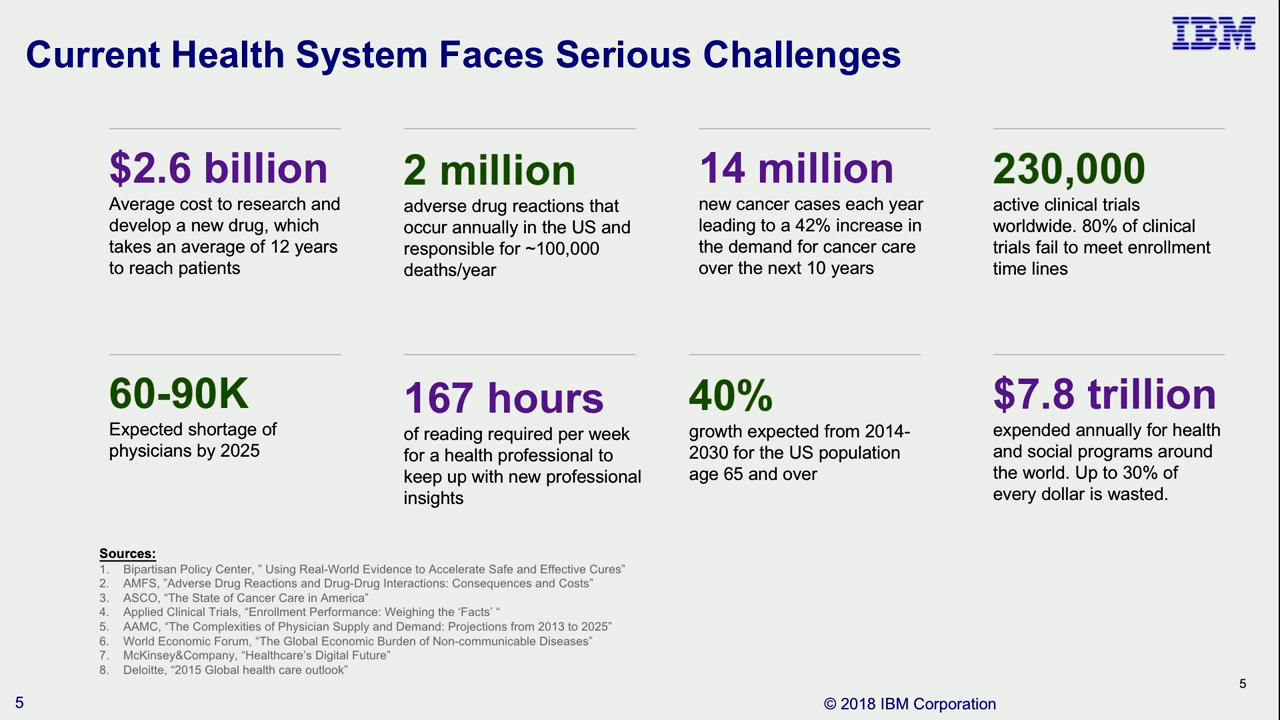 Current Health System Faces Serious Challenges
IBM
$2.6 billion
Average cost to research and
develop a new drug, which
takes an average of 12 years
to reach patients
2 million
adverse drug reactions that
occur annually in the US and
responsible for ~100,000
deaths/year
14 million
new cancer cases each year
leading to a 42% increase in
the demand for cancer care
over the next 10 years
230,000
active clinical trials
worldwide. 80% of clinical
trials fail to meet enrollment
time lines
60-90K
Expected shortage of
physicians by 2025
167 hours
of reading required per week
for a health professional to
keep up with new professional
insights
40%
growth expected from 2014-
2030 for the US population
age 65 and over
$7.8 trillion
expended annually for health
and social programs around
the world. Up to 30% of
every dollar is wasted.
Sources:
1. Bipartisan Policy Center, ” Using Real-World Evidence to Accelerate Safe and Effective Cures”
2. AMFS, ”Adverse Drug Reactions and Drug-Drug Interactions: Consequences and Costs”
3. ASCO, “The State of Cancer Care in America”
4. Applied Clinical Trials, “Enrollment Performance: Weighing the ‘Facts’ “
5. AAMC, “The Complexities of Physician Supply and Demand: Projections from 2013 to 2025”
6. World Economic Forum, “The Global Economic Burden of Non-communicable Diseases”
7. McKinsey&Company, “Healthcare’s Digital Future”
8. Deloitte, “2015 Global health care outlook”
5
5
© 2018 IBM Corporation